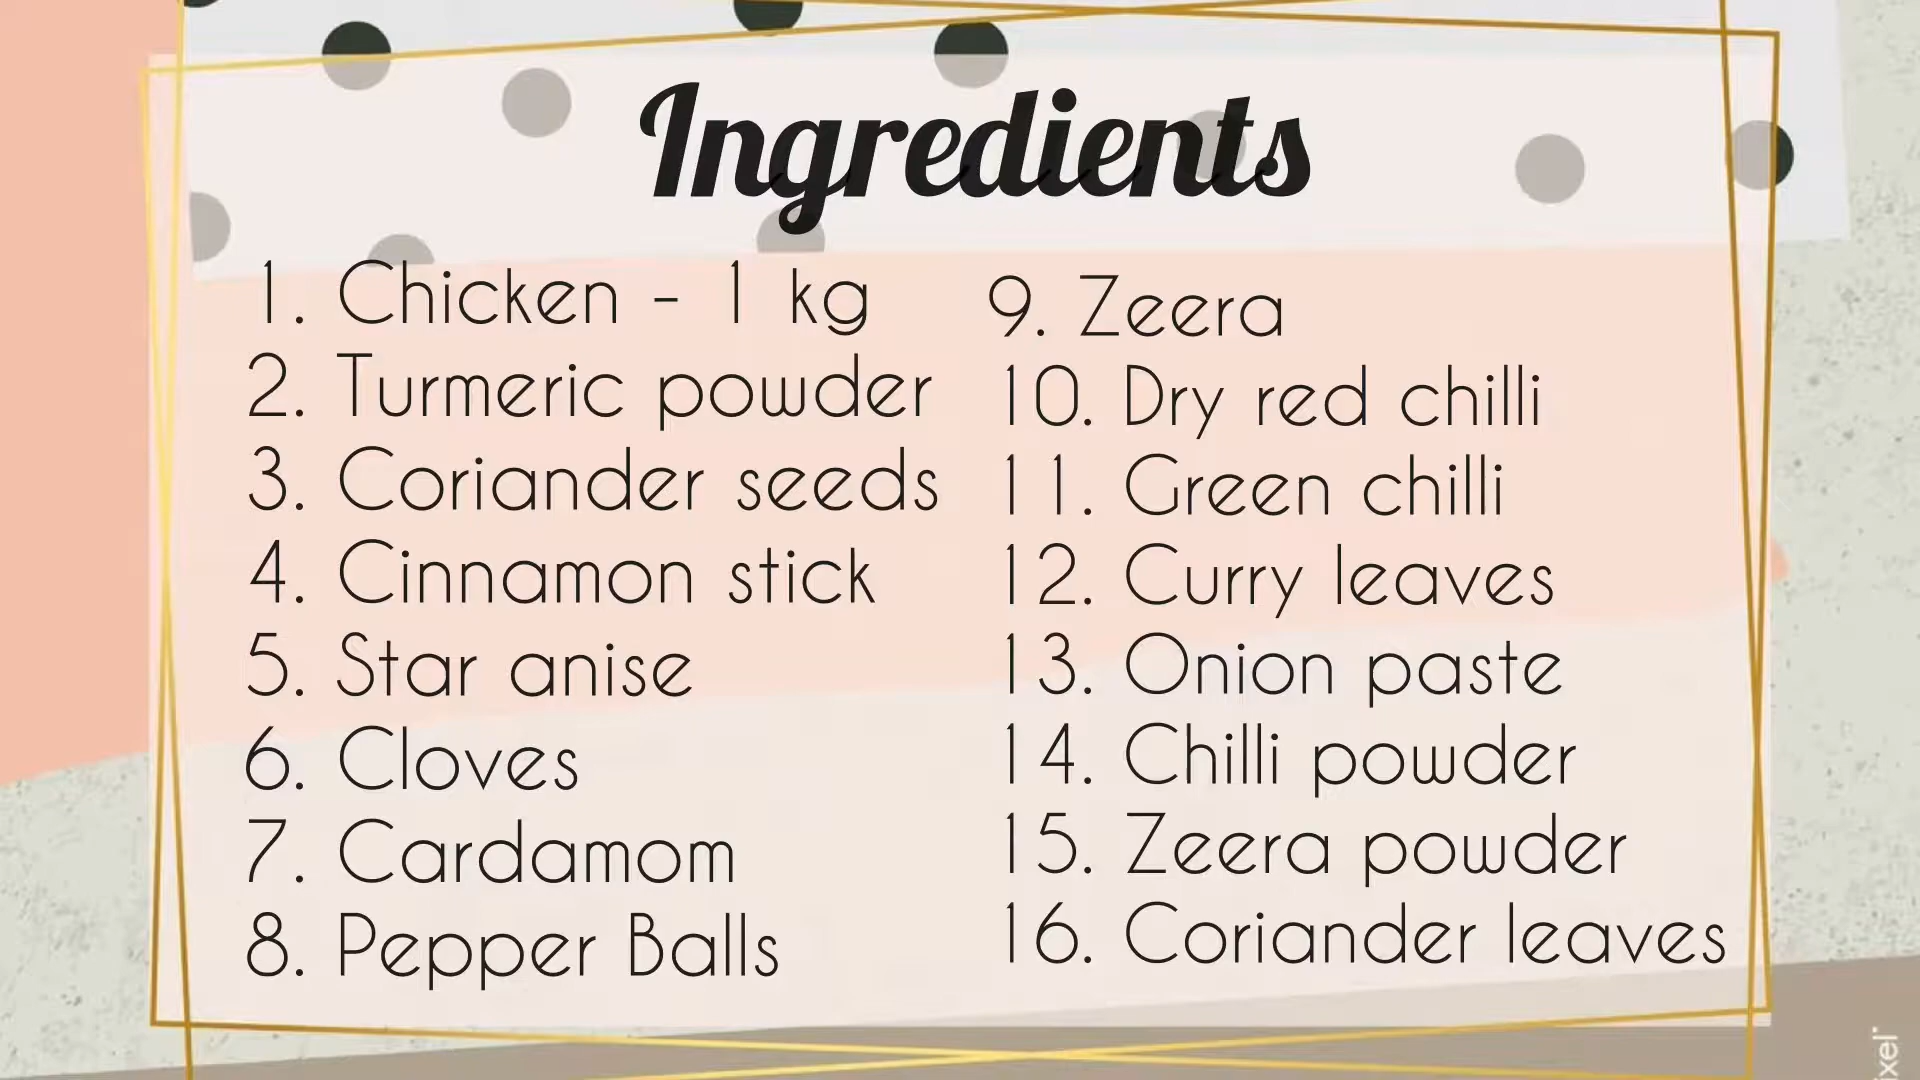 Ingredients
1. Chicken - 1 kg
2. Turmeric powder
3. Coriander seeds
4. Cinnamon stick
5. Star anise
6. Cloves
7. Cardamom
8. Pepper Balls
9. Zeera
10. Dry red chilli
11. Green chilli
12. Curry leaves
13. Onion paste
14. Chilli powder
15. Zeera powder
16. Coriander leaves